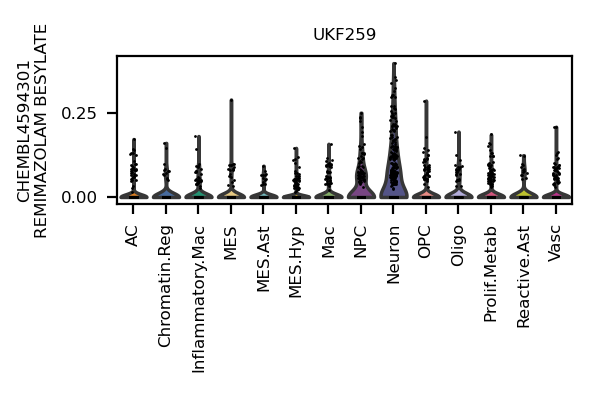 UKF259
CHEMBL4594301
REMIMAZOLAM BESYLATE
0.25
0.00
AC
Chromatin.Reg
Inflammatory.Mac
MES
MES.Ast
MES.Hyp
Mac
NPC
Neuron
OPC
Oligo
Prolif.Metab
Reactive.Ast
Vasc